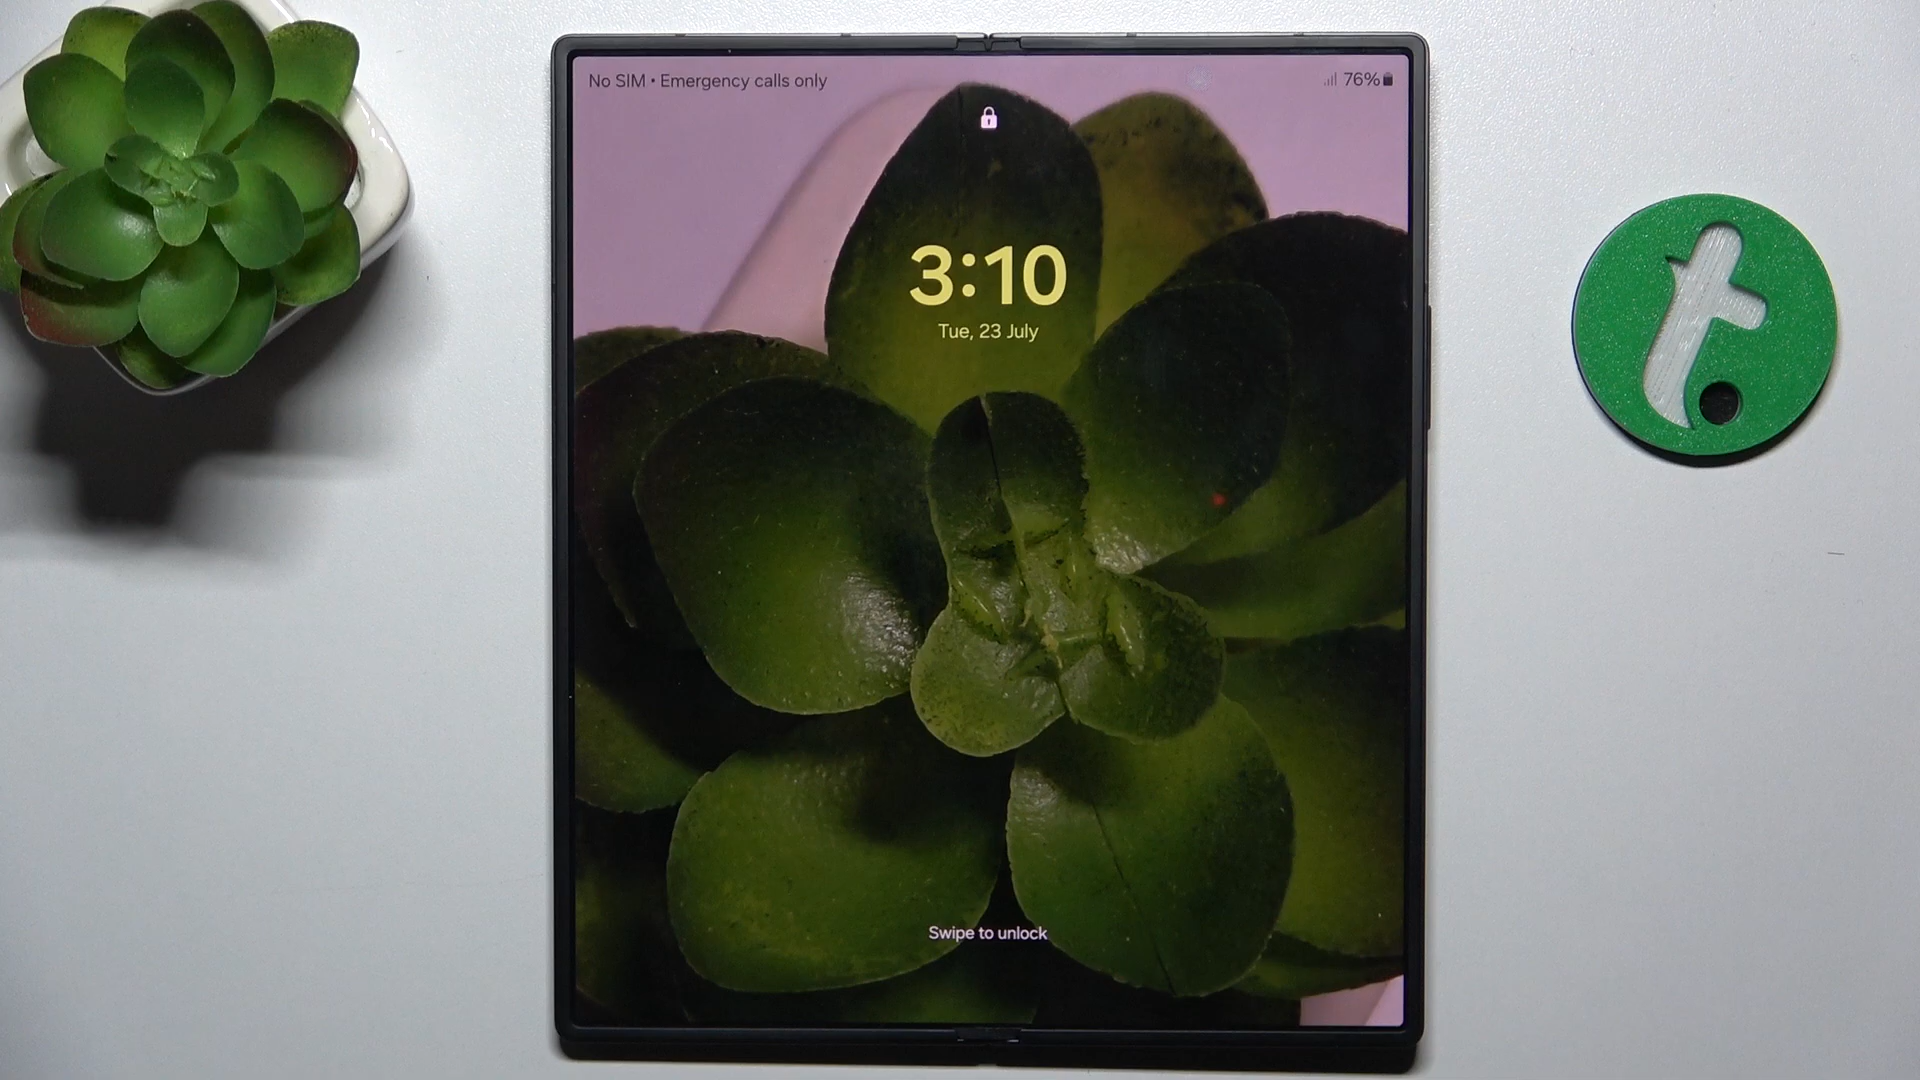 No SIM • Emergency calls only
76%
3:10
Tue, 23 July
Swipe to unlock
t